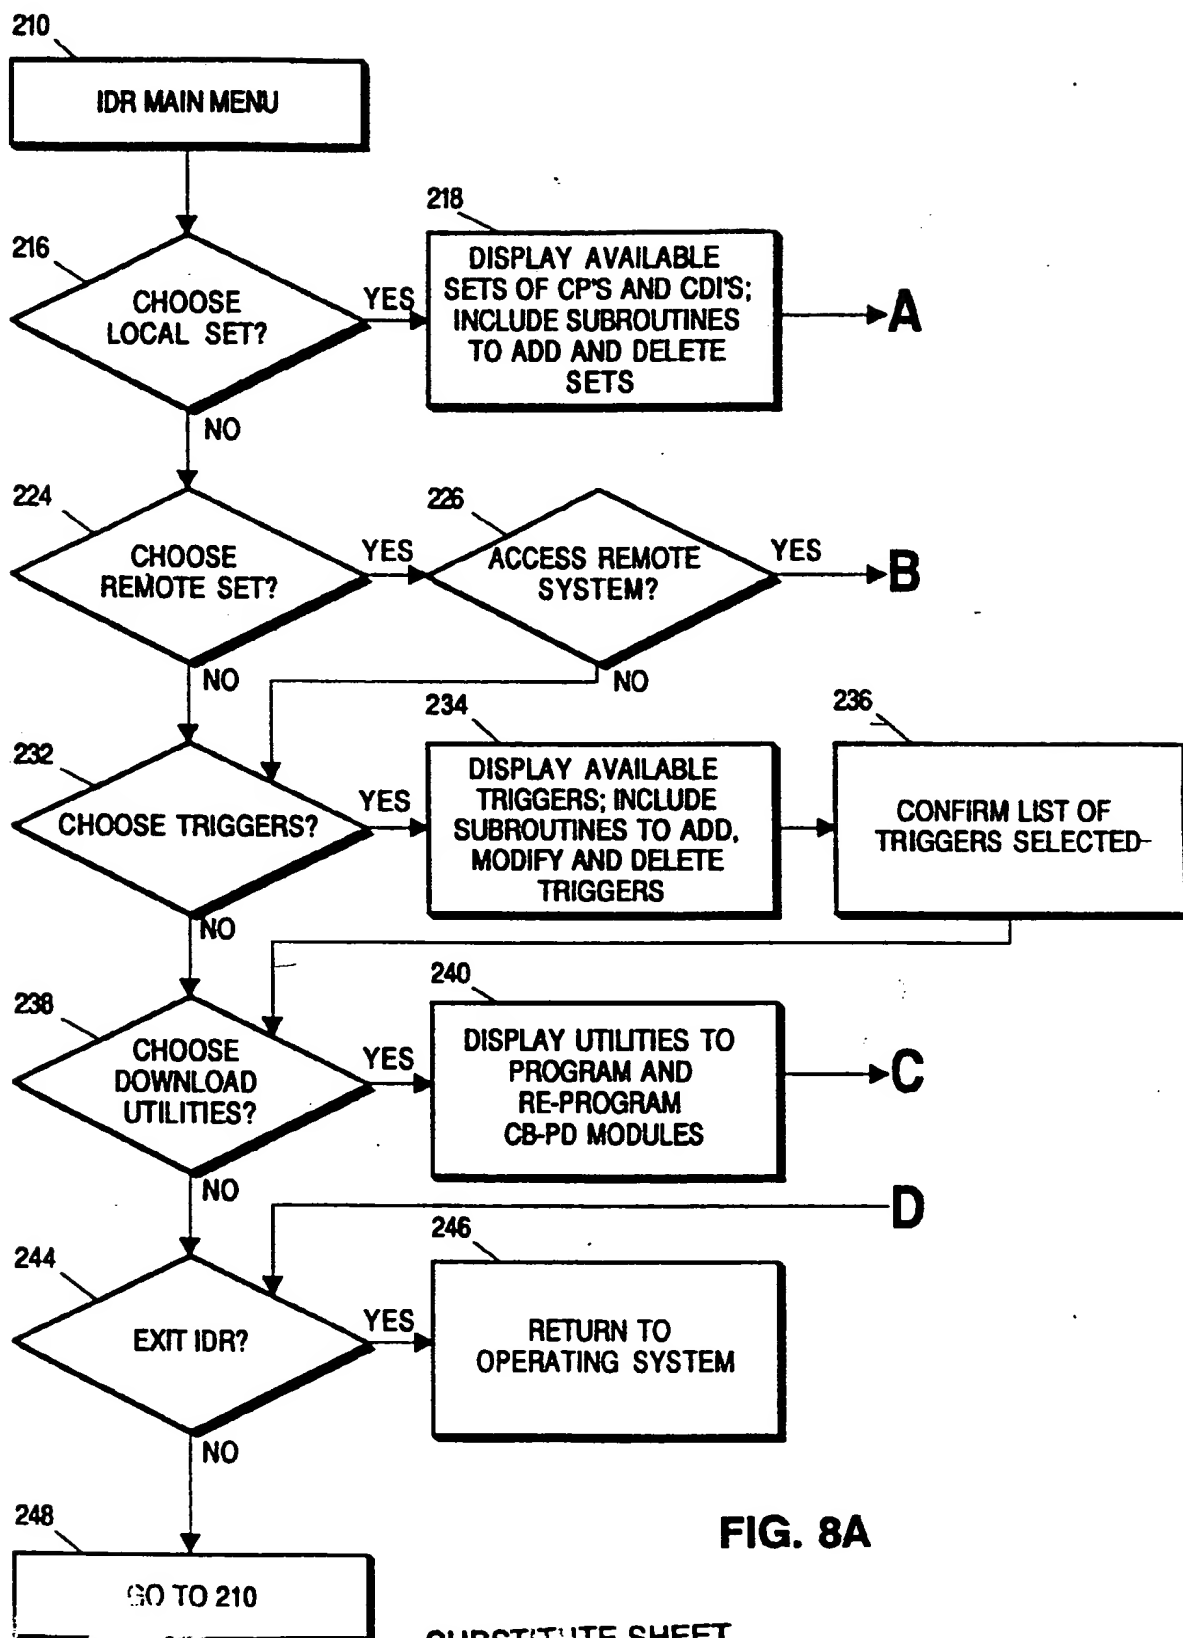 210
IDR MAIN MENU
216
CHOOSE
LOCAL SET?
YES
NO
218
DISPLAY AVAILABLE
SETS OF CP'S AND CDI'S;
INCLUDE SUBROUTINES
TO ADD AND DELETE
SETS
A
224
CHOOSE
REMOTE SET?
YES
NO
226
ACCESS REMOTE
SYSTEM?
YES
B
NO
232
CHOOSE TRIGGERS?
YES
NO
234
DISPLAY AVAILABLE
TRIGGERS; INCLUDE
SUBROUTINES TO ADD,
MODIFY AND DELETE
TRIGGERS
236
CONFIRM LIST OF
TRIGGERS SELECTED
238
CHOOSE
DOWNLOAD
UTILITIES?
YES
NO
240
DISPLAY UTILITIES TO
PROGRAM AND
RE-PROGRAM
CB-PD MODULES
C
D
244
EXIT IDR?
YES
NO
246
RETURN TO
OPERATING SYSTEM
248
GO TO 210
FIG. 8A
SUBSTITUTE SHEET